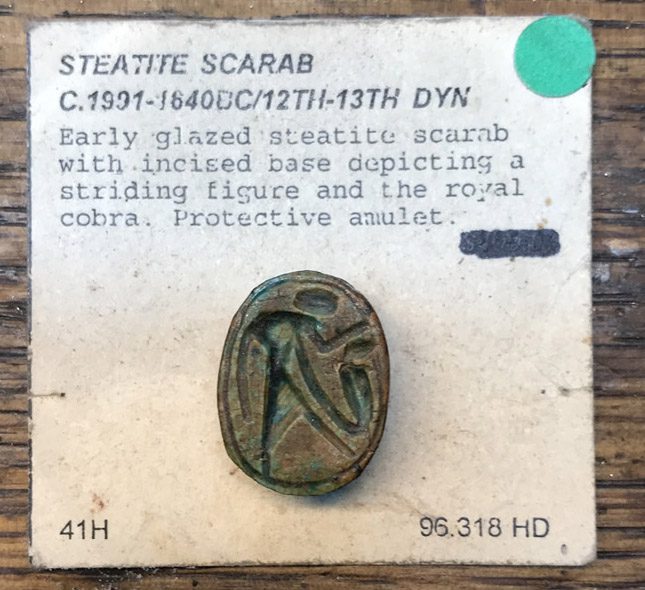 STEATITE SCARAB
C.1991-1640BC/12TH-13TH DYN
Early glazed steatite scarab
with incised base depicting a
striding figure and the royal
cobra. Protective amulet.
41H
96.318 HD